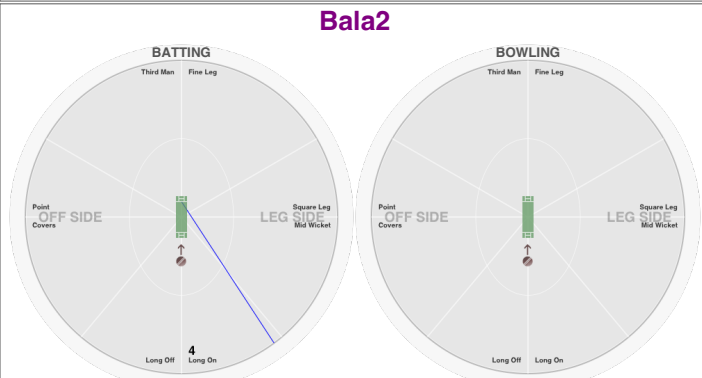 Bala2
BATTING
Third Man
Fine Leg
Point
OFF SIDE
Covers
Square Leg
LEG SIDE
Mid Wicket
4
Long Off
Long On
BOWLING
Third Man
Fine Leg
Point
OFF SIDE
Covers
Square Leg
LEG SIDE
Mid Wicket
Long Off
Long On